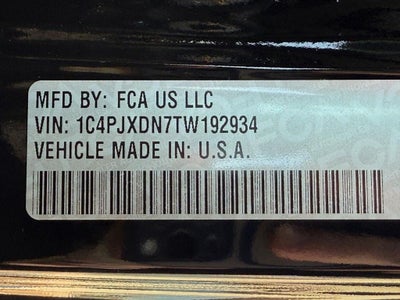 MFD BY: FCA US LLC
VIN: 1C4PJXDN7TW192934
VEHICLE MADE IN: U.S.A.